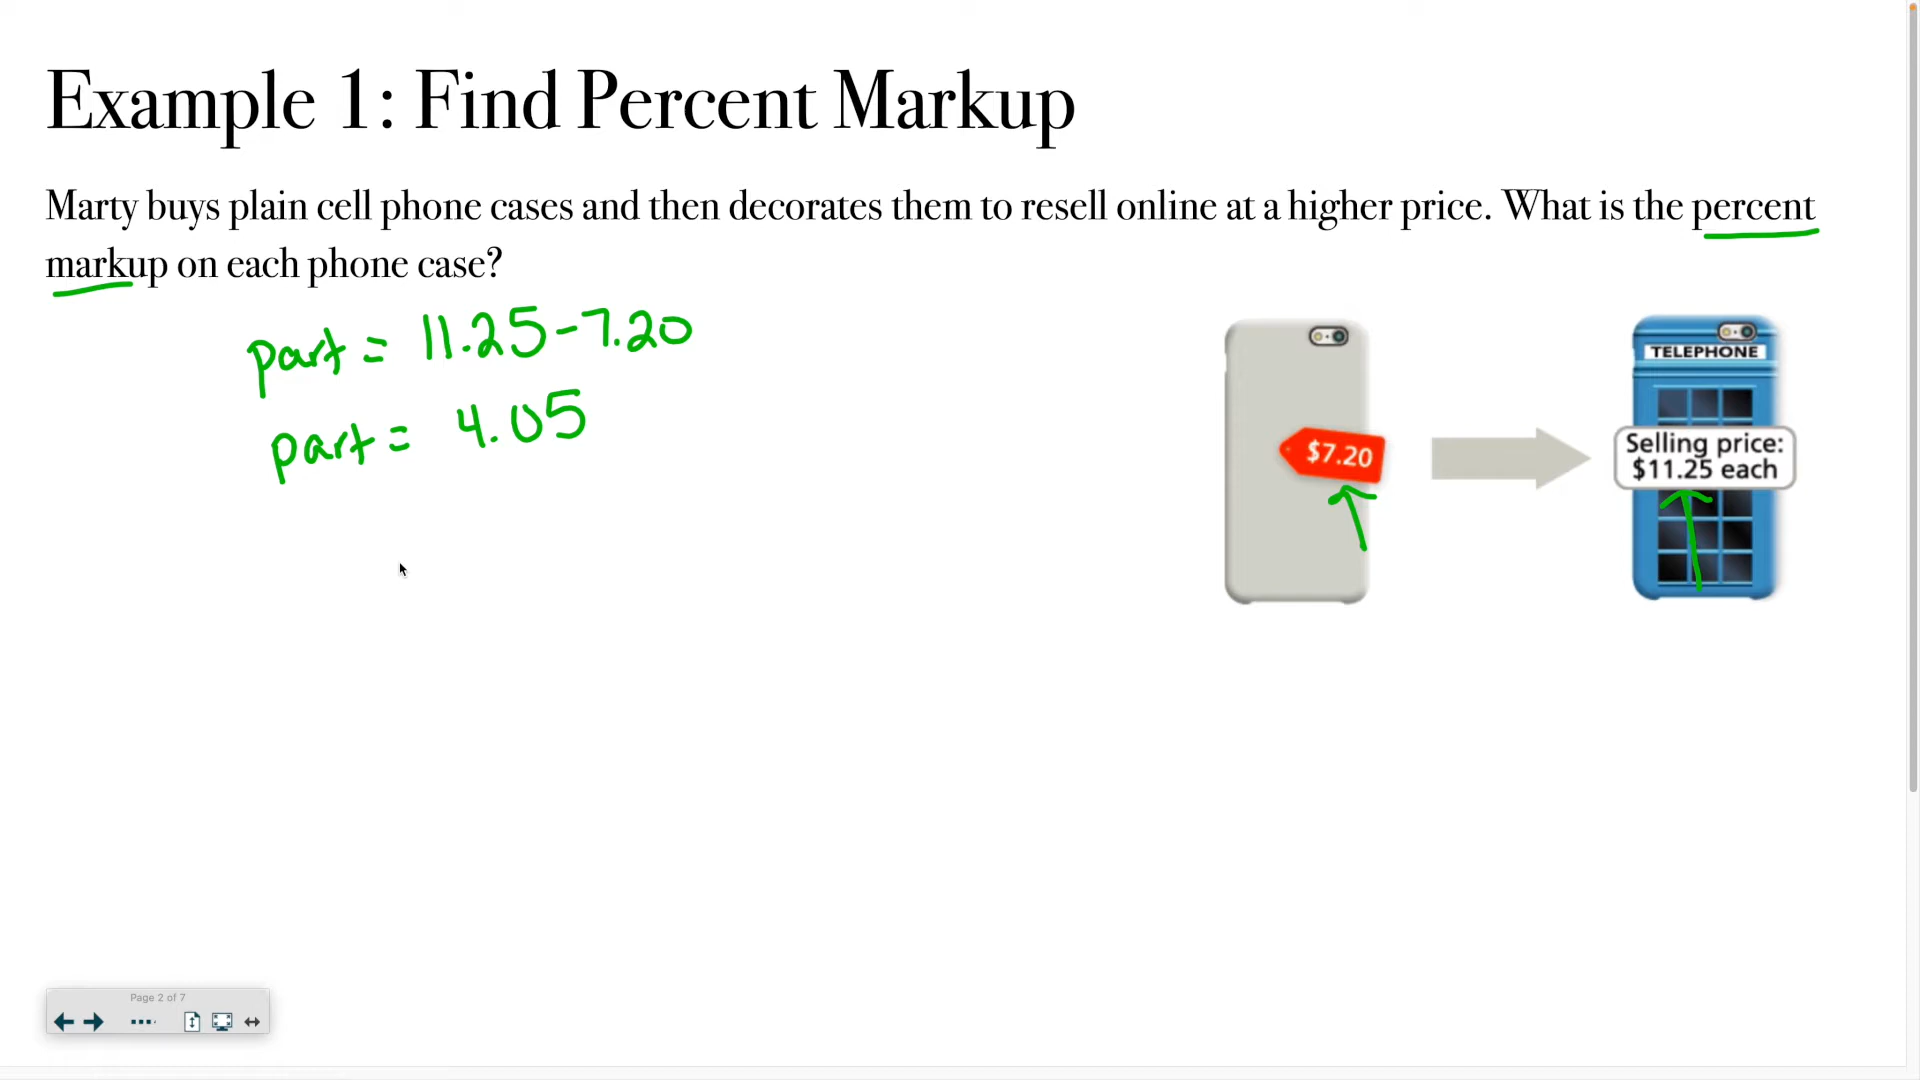 Example 1: Find Percent Markup
Marty buys plain cell phone cases and then decorates them to resell online at a higher price. What is the percent
markup on each phone case?
part = 11.25-7.20
part = 4.05
$7.20
TELEPHONE
Selling price:
$11.25 each
Page 2 of 7